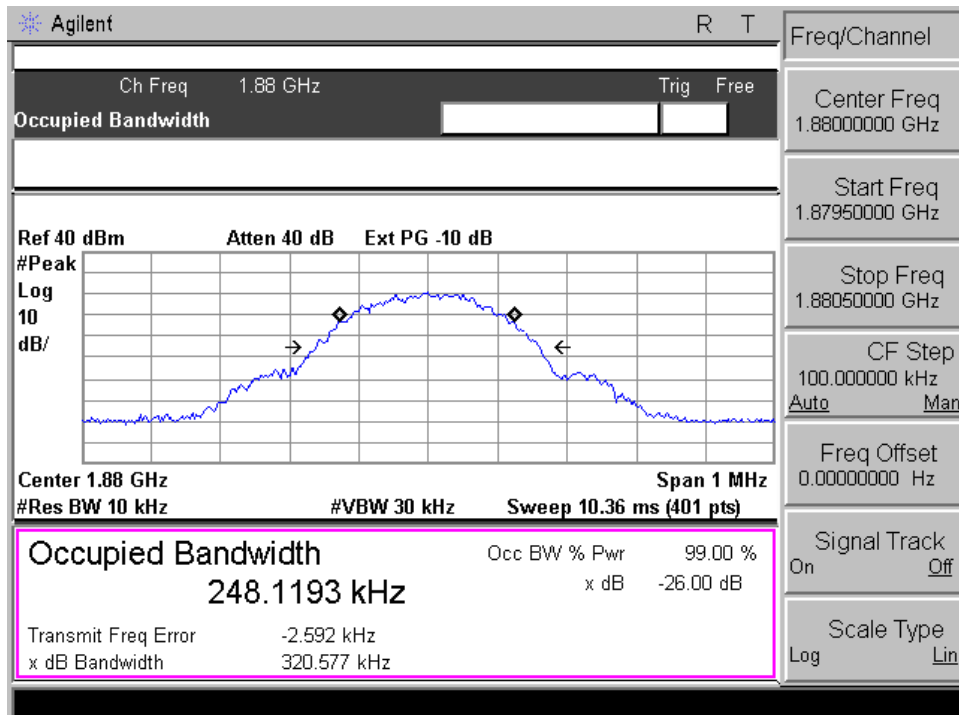 Agilent R T
Freq/Channel
Ch Freq 1.88 GHz Trig Free
Occupied Bandwidth
Center Freq
1.88000000 GHz
Start Freq
1.87950000 GHz
Ref 40 dBm Atten 40 dB Ext PG -10 dB
#Peak
Log
10
dB/
Stop Freq
1.88050000 GHz
CF Step
100.000000 kHz
Auto Man
Center 1.88 GHz Span 1 MHz
#Res BW 10 kHz #VBW 30 kHz Sweep 10.36 ms (401 pts)
Freq Offset
0.00000000 Hz
Occupied Bandwidth Occ BW % Pwr 99.00 %
248.1193 kHz x dB -26.00 dB
Transmit Freq Error -2.592 kHz
x dB Bandwidth 320.577 kHz
Signal Track
On Off
Scale Type
Log Lin